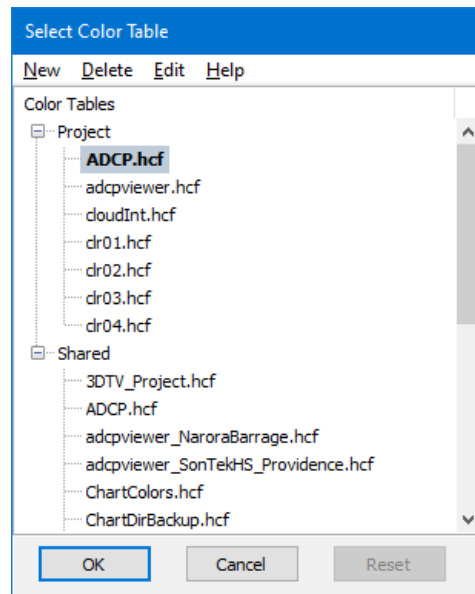 Select Color Table
New Delete Edit Help
Color Tables
Project
ADCP.hcf
adcpviewer.hcf
cloudInt.hcf
clr01.hcf
clr02.hcf
clr03.hcf
clr04.hcf
Shared
3DTV_Project.hcf
ADCP.hcf
adcpviewer_NaroraBarrage.hcf
adcpviewer_SonTekHS_Providence.hcf
ChartColors.hcf
ChartDirBackup.hcf
OK Cancel Reset